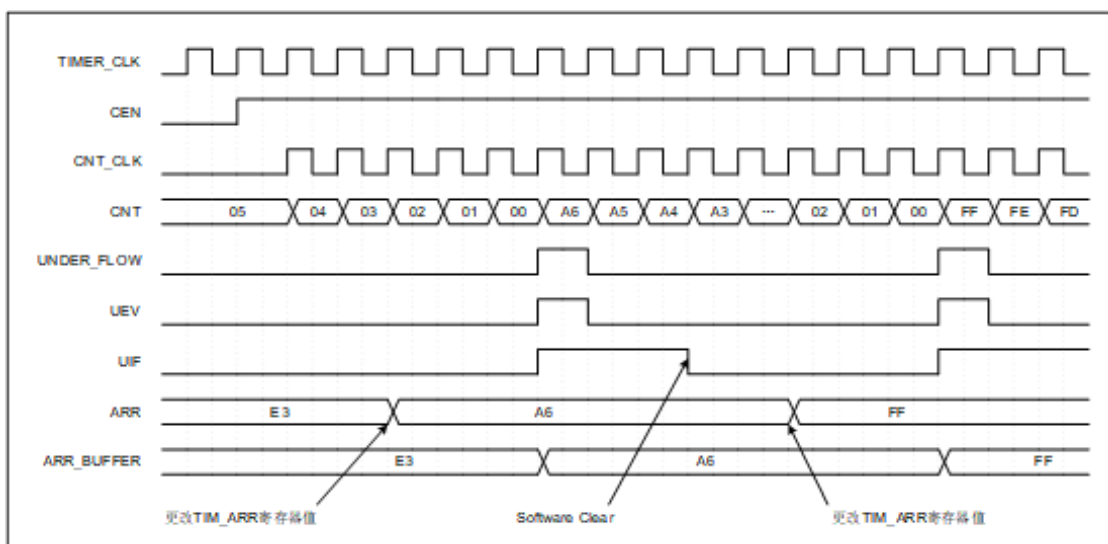 TIMER_CLK
CEN
CNT_CLK
CNT 05 04 03 02 01 00 A6 A5 A4 A3 ... 02 01 00 FF FE FD
UNDER_FLOW
UEV
UIF
ARR E3 A6 FF
ARR_BUFFER E3 A6 FF
更改TIM_ARR寄存器值 Software Clear 更改TIM_ARR寄存器值